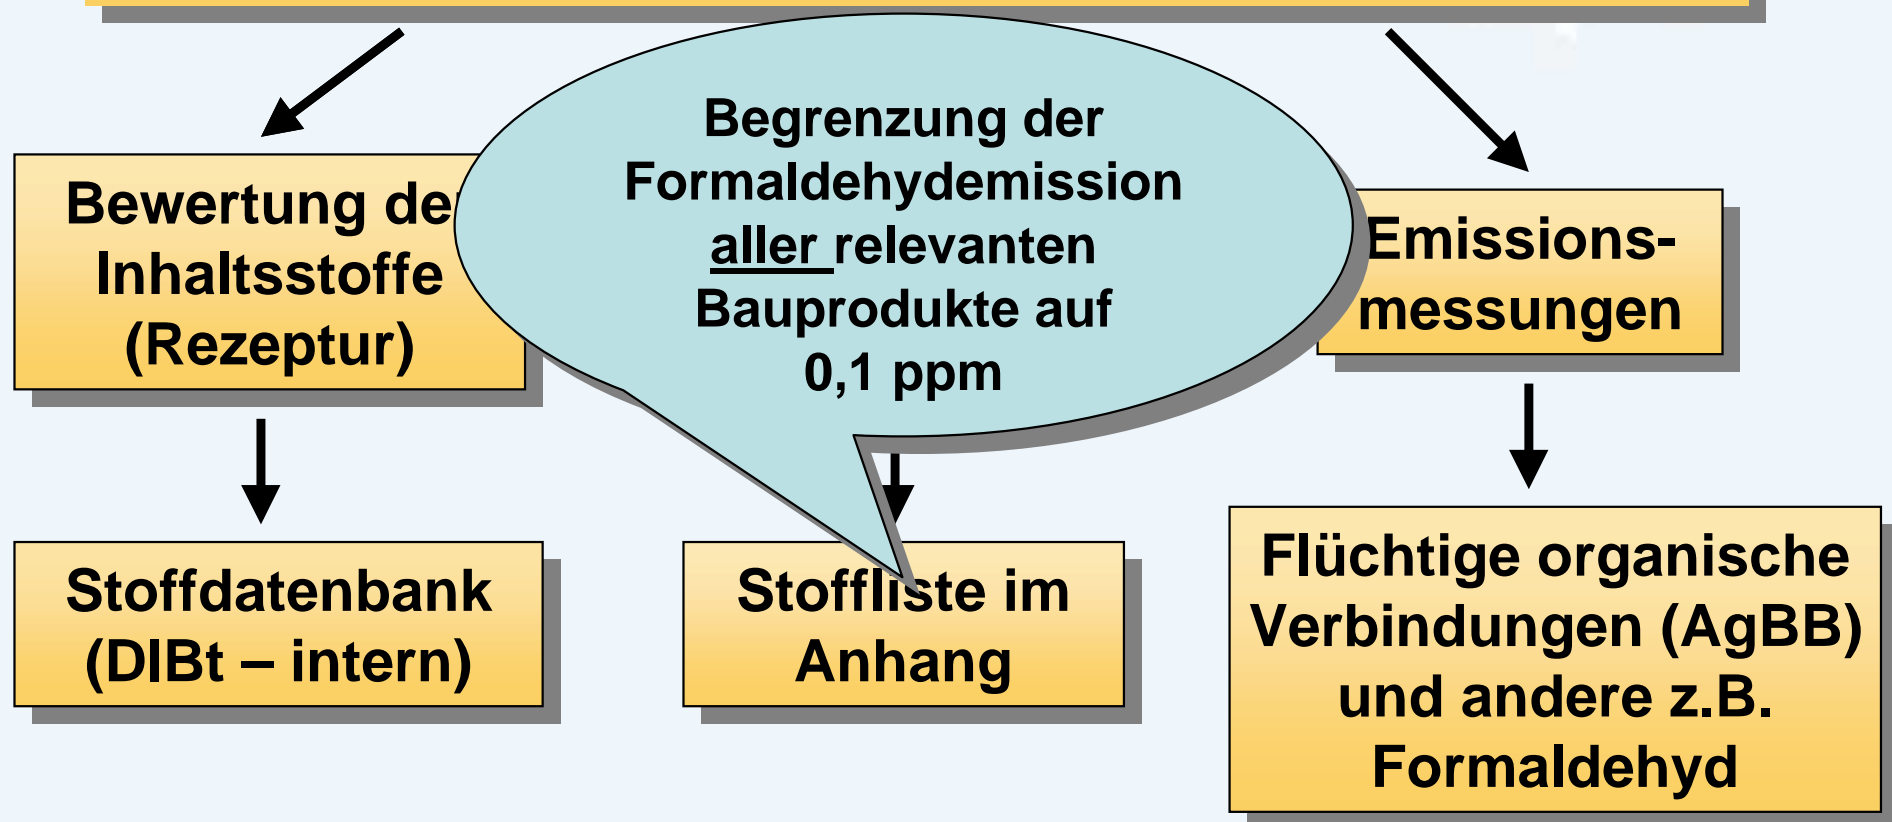 Begrenzung der
Formaldehydemission
aller relevanten
Bauprodukte auf
0,1 ppm
Bewertung der
Inhaltsstoffe
(Rezeptur)
Emissions-
messungen
Stoffdatenbank
(DIBt – intern)
Stoffliste im
Anhang
Flüchtige organische
Verbindungen (AgBB)
und andere z.B.
Formaldehyd